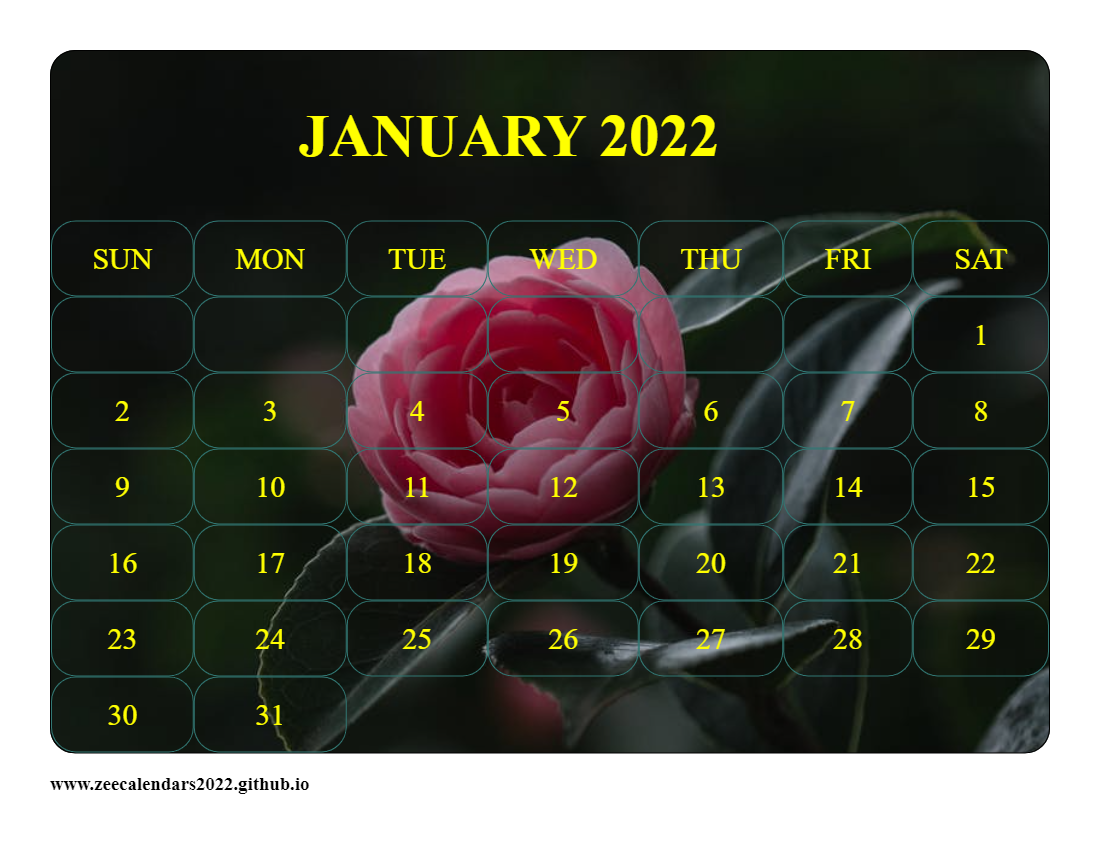 JANUARY 2022
SUN MON TUE WED THU FRI SAT
1
2 3 4 5 6 7 8
9 10 11 12 13 14 15
16 17 18 19 20 21 22
23 24 25 26 27 28 29
30 31
www.zeecalendars2022.github.io